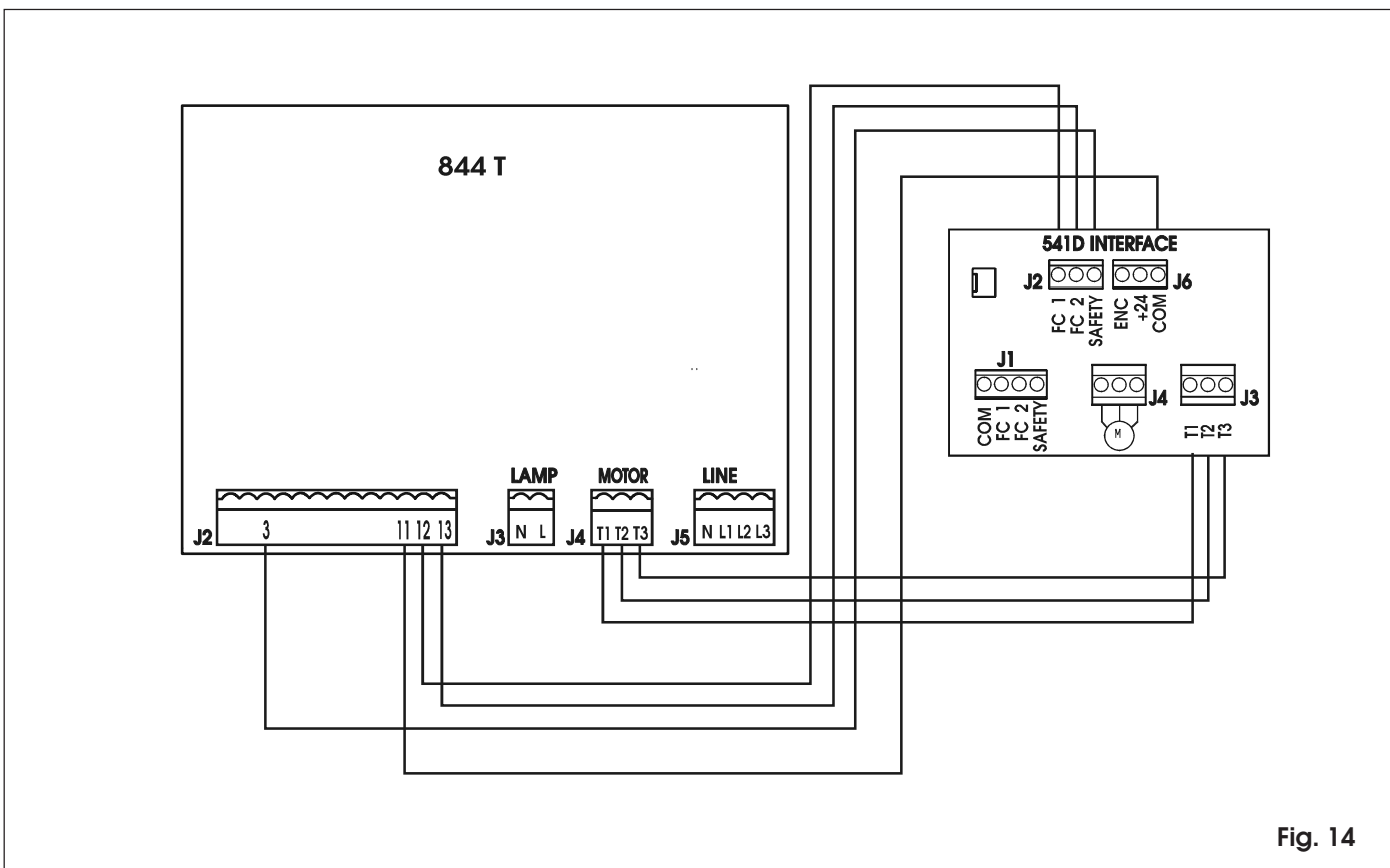 844 T
541D INTERFACE
J2
J6
FC 1
FC 2
SAFETY
ENC
+24
COM
J1
J4
J3
COM
FC 1
FC 2
SAFETY
M
T1
T2
T3
LAMP
MOTOR
LINE
J2
3
11
12
13
J3
N L
J4
T1 T2 T3
J5
N L1 L2 L3
Fig. 14